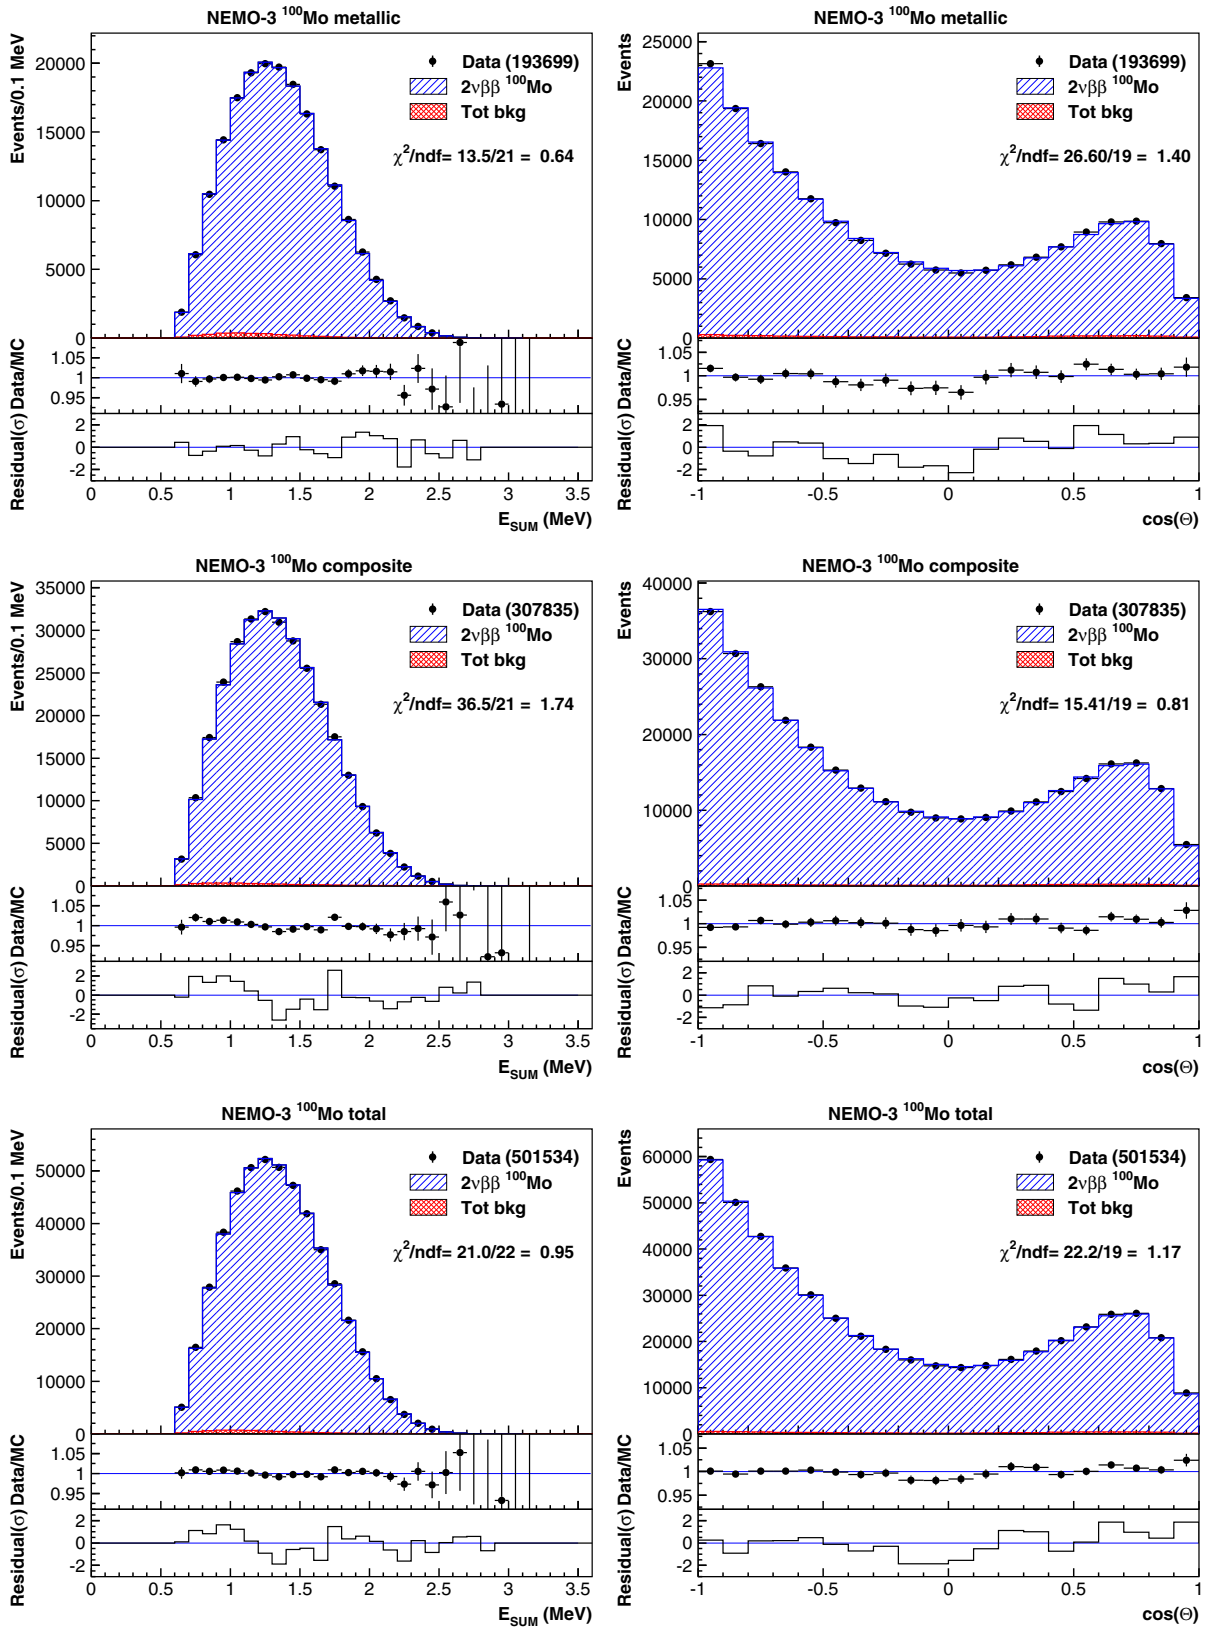 NEMO-3 ¹⁰⁰Mo metallic
Events/0.1 MeV
20000
15000
10000
5000
0
Data (193699)
2νββ ¹⁰⁰Mo
Tot bkg
χ²/ndf= 13.5/21 = 0.64
Data/MC
1.05
1
0.95
Residual(σ)
2
0
-2
0 0.5 1 1.5 2 2.5 3 3.5
E_SUM (MeV)
NEMO-3 ¹⁰⁰Mo metallic
Events
25000
20000
15000
10000
5000
0
Data (193699)
2νββ ¹⁰⁰Mo
Tot bkg
χ²/ndf= 26.60/19 = 1.40
Data/MC
1.05
1
0.95
Residual(σ)
2
0
-2
-1 -0.5 0 0.5 1
cos(Θ)
NEMO-3 ¹⁰⁰Mo composite
Events/0.1 MeV
35000
30000
25000
20000
15000
10000
5000
0
Data (307835)
2νββ ¹⁰⁰Mo
Tot bkg
χ²/ndf= 36.5/21 = 1.74
Data/MC
1.05
1
0.95
Residual(σ)
2
0
-2
0 0.5 1 1.5 2 2.5 3 3.5
E_SUM (MeV)
NEMO-3 ¹⁰⁰Mo composite
Events
40000
30000
20000
10000
0
Data (307835)
2νββ ¹⁰⁰Mo
Tot bkg
χ²/ndf= 15.41/19 = 0.81
Data/MC
1.05
1
0.95
Residual(σ)
2
0
-2
-1 -0.5 0 0.5 1
cos(Θ)
NEMO-3 ¹⁰⁰Mo total
Events/0.1 MeV
50000
40000
30000
20000
10000
0
Data (501534)
2νββ ¹⁰⁰Mo
Tot bkg
χ²/ndf= 21.0/22 = 0.95
Data/MC
1.05
1
0.95
Residual(σ)
2
0
-2
0 0.5 1 1.5 2 2.5 3 3.5
E_SUM (MeV)
NEMO-3 ¹⁰⁰Mo total
Events
60000
50000
40000
30000
20000
10000
0
Data (501534)
2νββ ¹⁰⁰Mo
Tot bkg
χ²/ndf= 22.2/19 = 1.17
Data/MC
1.05
1
0.95
Residual(σ)
2
0
-2
-1 -0.5 0 0.5 1
cos(Θ)